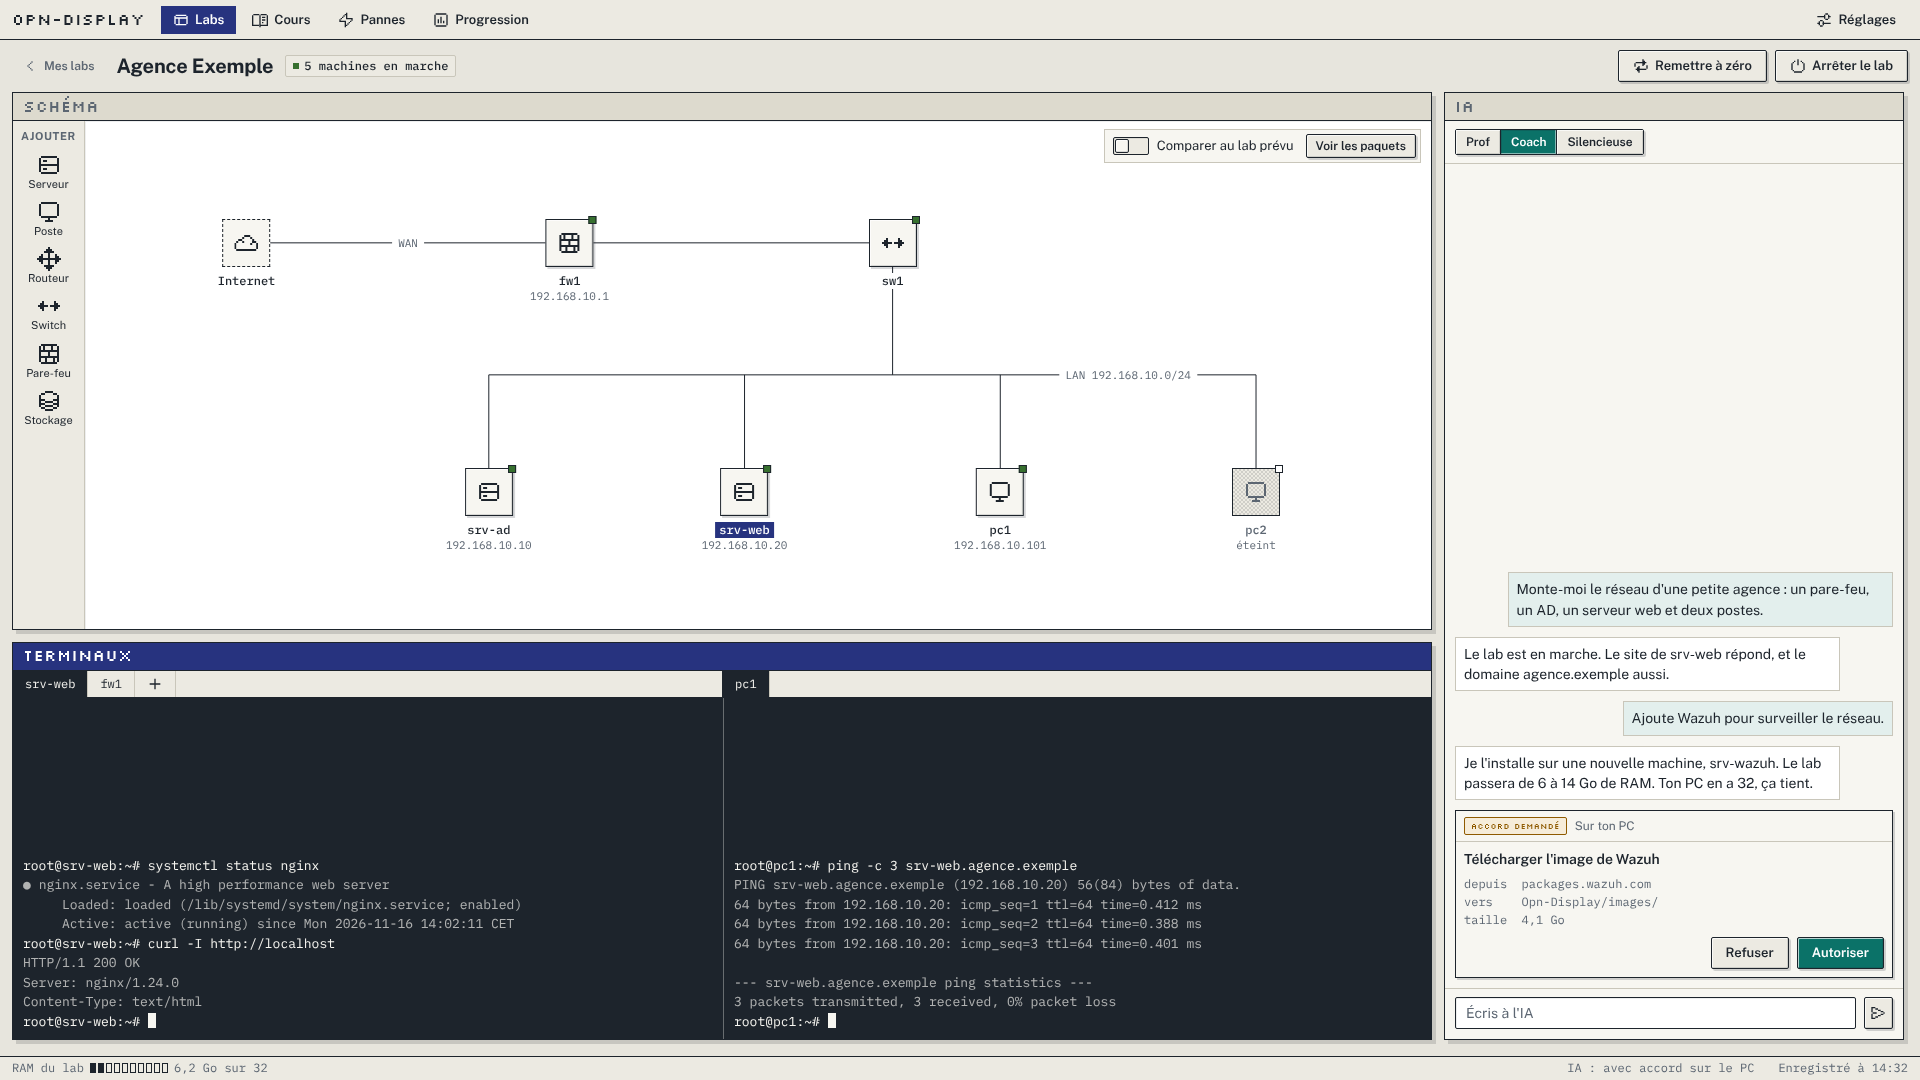 OPN-DISPLAY
Labs
Cours
Pannes
Progression
Réglages
Mes labs
Agence Exemple
5 machines en marche
Remettre à zéro
Arrêter le lab
SCHÉMA
AJOUTER
Serveur
Poste
Routeur
Switch
Pare-feu
Stockage
Comparer au lab prévu
Voir les paquets
Internet
WAN
fw1
192.168.10.1
sw1
LAN 192.168.10.0/24
srv-ad
192.168.10.10
srv-web
192.168.10.20
pc1
192.168.10.101
pc2
éteint
TERMINAUX
srv-web
fw1
+
root@srv-web:~# systemctl status nginx
● nginx.service - A high performance web server
Loaded: loaded (/lib/systemd/system/nginx.service; enabled)
Active: active (running) since Mon 2026-11-16 14:02:11 CET
root@srv-web:~# curl -I http://localhost
HTTP/1.1 200 OK
Server: nginx/1.24.0
Content-Type: text/html
root@srv-web:~#
pc1
root@pc1:~# ping -c 3 srv-web.agence.exemple
PING srv-web.agence.exemple (192.168.10.20) 56(84) bytes of data.
64 bytes from 192.168.10.20: icmp_seq=1 ttl=64 time=0.412 ms
64 bytes from 192.168.10.20: icmp_seq=2 ttl=64 time=0.388 ms
64 bytes from 192.168.10.20: icmp_seq=3 ttl=64 time=0.401 ms
--- srv-web.agence.exemple ping statistics ---
3 packets transmitted, 3 received, 0% packet loss
root@pc1:~#
IA
Prof
Coach
Silencieuse
Monte-moi le réseau d'une petite agence : un pare-feu,
un AD, un serveur web et deux postes.
Le lab est en marche. Le site de srv-web répond, et le
domaine agence.exemple aussi.
Ajoute Wazuh pour surveiller le réseau.
Je l'installe sur une nouvelle machine, srv-wazuh. Le lab
passera de 6 à 14 Go de RAM. Ton PC en a 32, ça tient.
ACCORD DEMANDÉ
Sur ton PC
Télécharger l'image de Wazuh
depuis packages.wazuh.com
vers Opn-Display/images/
taille 4,1 Go
Refuser
Autoriser
Écris à l'IA
RAM du lab
6,2 Go sur 32
IA : avec accord sur le PC
Enregistré à 14:32